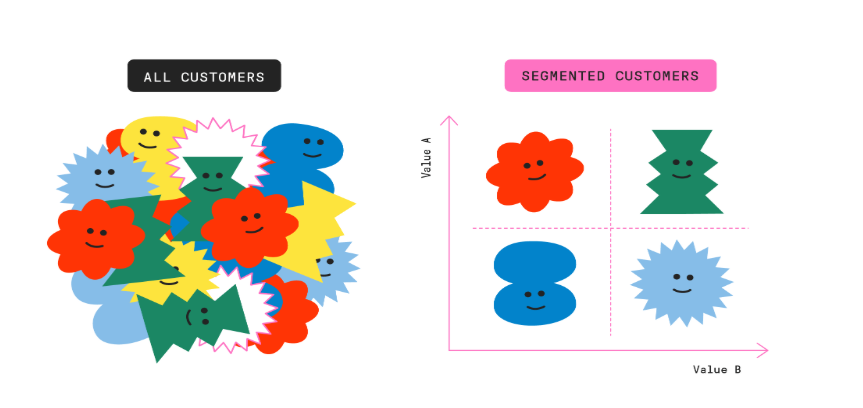 ALL CUSTOMERS
SEGMENTED CUSTOMERS
Value A
Value B